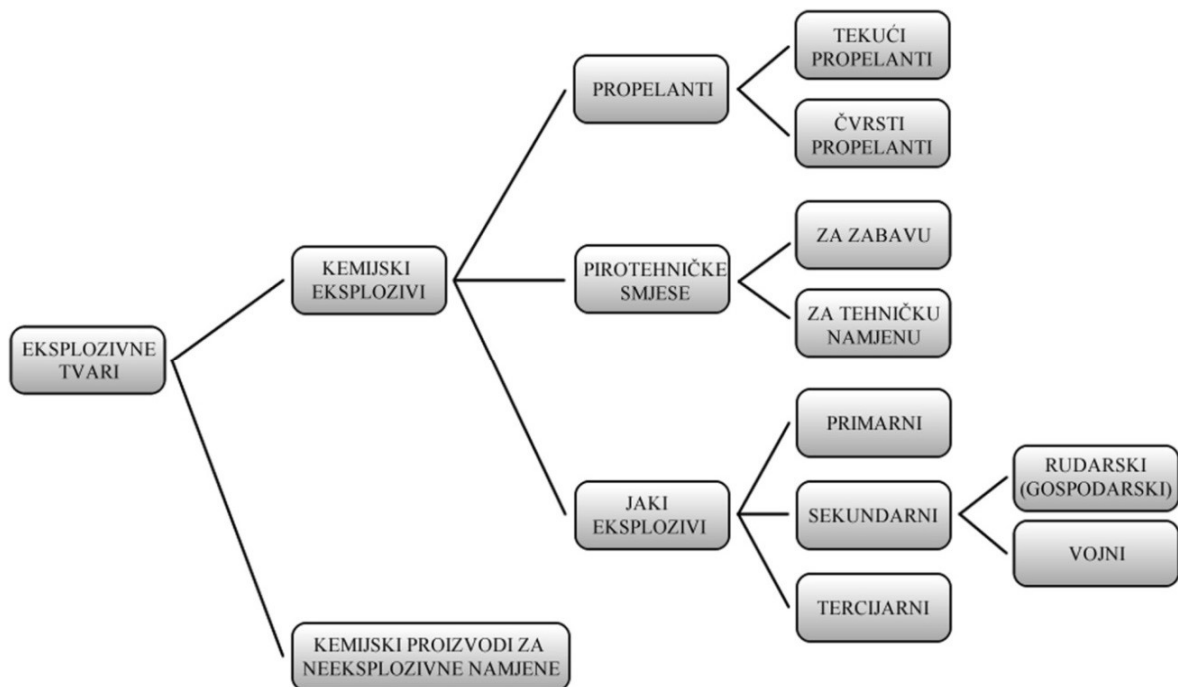 EKSPLOZIVNE
TVARI
KEMIJSKI
EKSPLOZIVI
KEMIJSKI PROIZVODI ZA
NEEKSPLOZIVNE NAMJENE
PROPELANTI
PIROTEHNIČKE
SMJESE
JAKI
EKSPLOZIVI
TEKUĆI
PROPELANTI
ČVRSTI
PROPELANTI
ZA ZABAVU
ZA TEHNIČKU
NAMJENU
PRIMARNI
SEKUNDARNI
TERCIJARNI
RUDARSKI
(GOSPODARSKI)
VOJNI